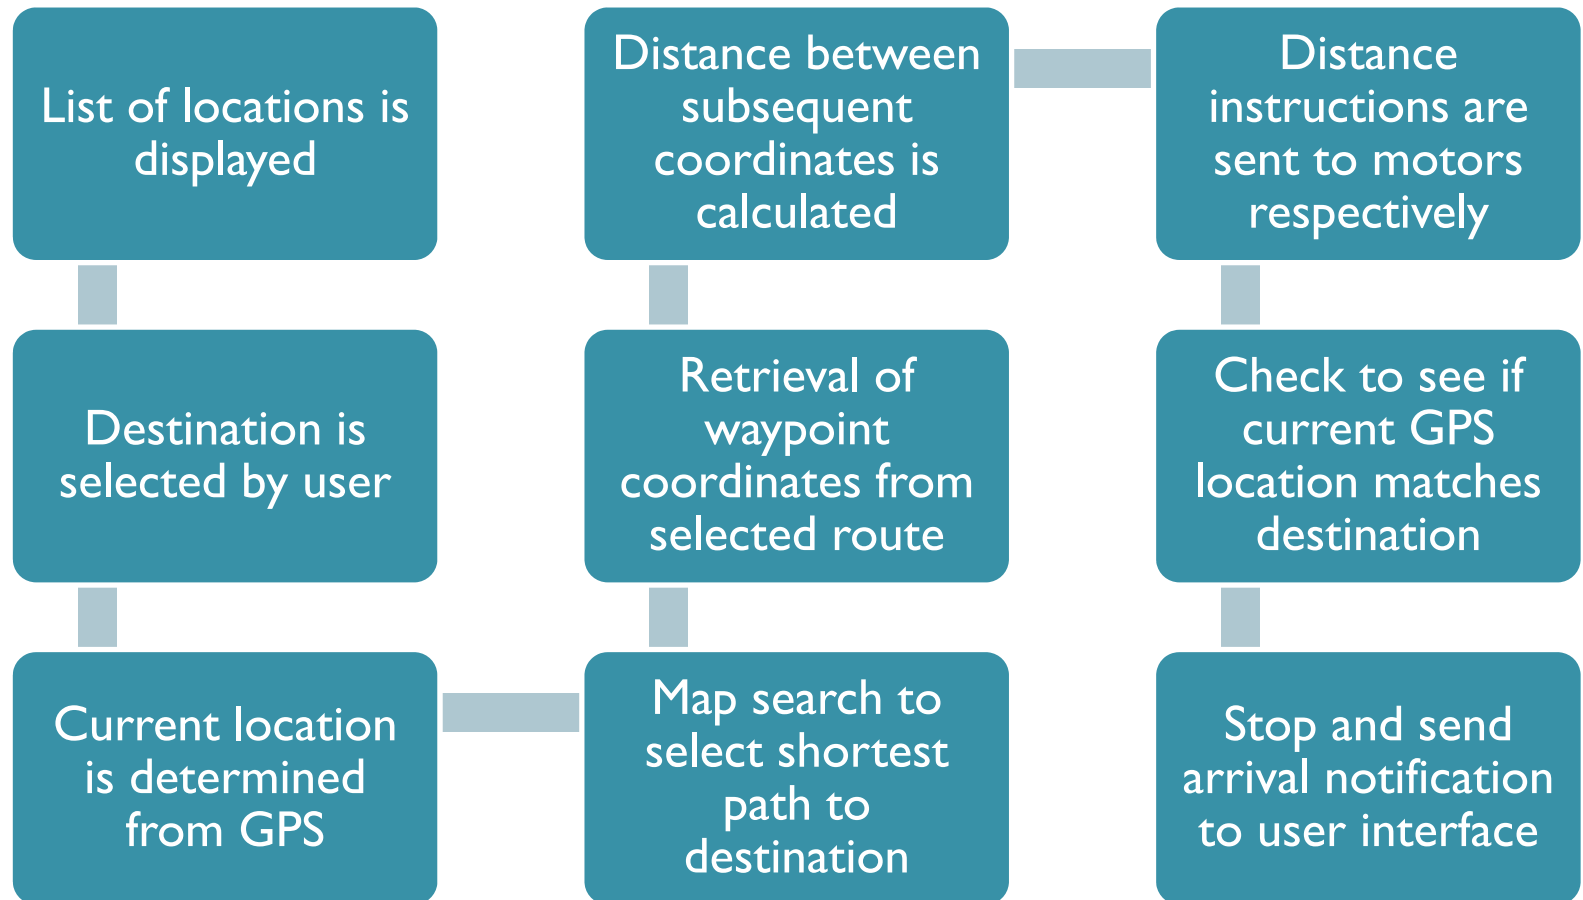 List of locations is
displayed
Destination is
selected by user
Current location
is determined
from GPS
Map search to
select shortest
path to
destination
Retrieval of
waypoint
coordinates from
selected route
Distance between
subsequent
coordinates is
calculated
Distance
instructions are
sent to motors
respectively
Check to see if
current GPS
location matches
destination
Stop and send
arrival notification
to user interface